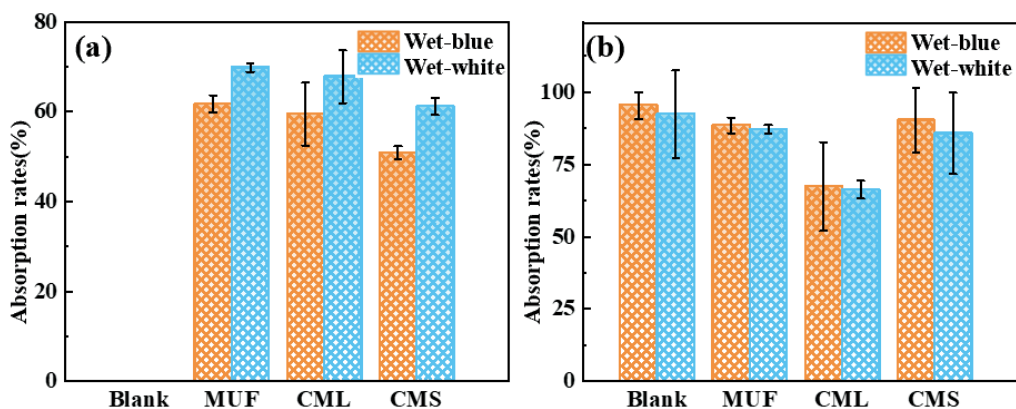 (a)
Wet-blue
Wet-white
Absorption rates(%)
80
60
40
20
0
Blank MUF CML CMS
(b)
Wet-blue
Wet-white
Absorption rates(%)
100
75
50
25
0
Blank MUF CML CMS